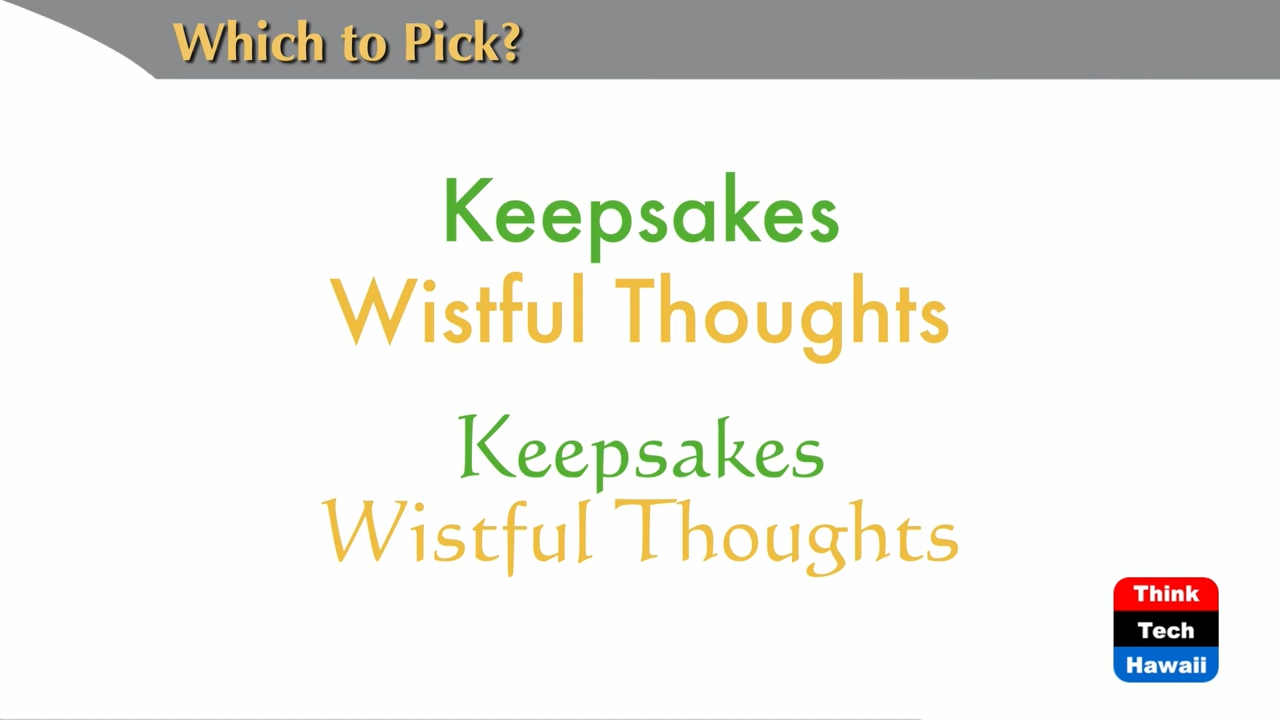 Which to Pick?
Keepsakes
Wistful Thoughts
Keepsakes
Wistful Thoughts
Think
Tech
Hawaii